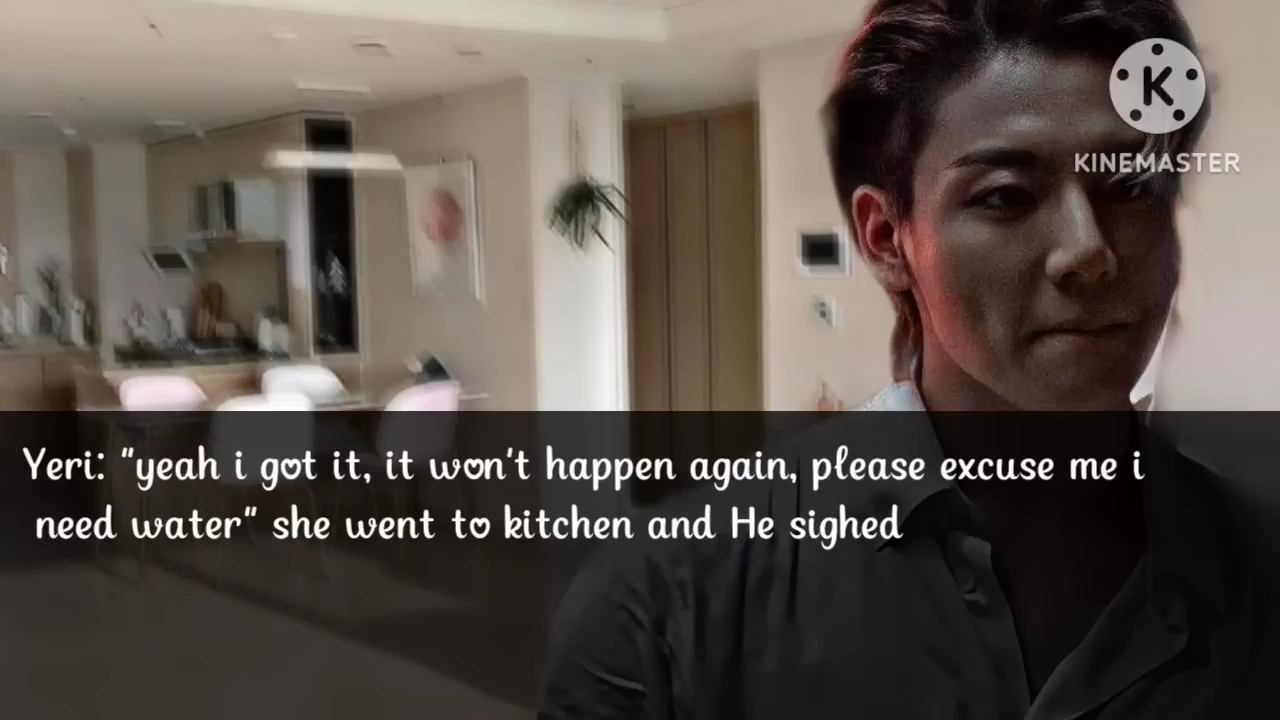 K
KINEMASTER
Yeri: "yeah i got it, it won't happen again, please excuse me i
need water" she went to kitchen and He sighed